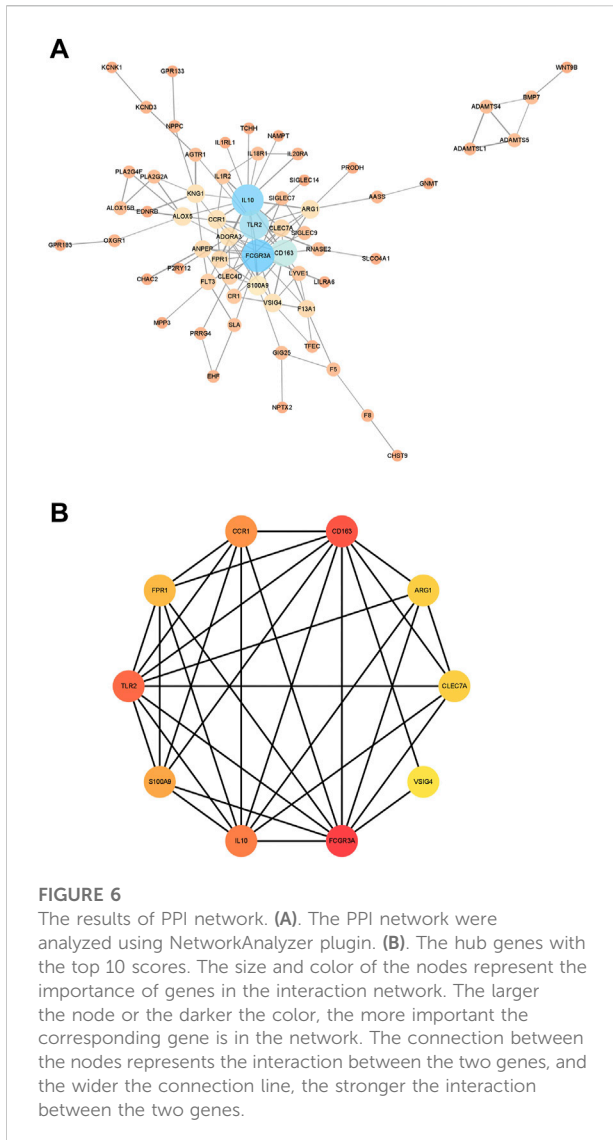 A
KCNK1
GPR133
KCND3
NPPC
AGTR1
IL1RL1
TCHH
NAMPT
IL18R1
IL20RA
IL1R2
PLA2G4F
PLA2G2A
KNG1
ALOX15B
EDNRB
ALOX5
GPR183
OXGR1
IL10
SIGLEC14
SIGLEC7
PRODH
AASS
GNMT
ARG1
CCR1
TLR2
CLEC7A
SIGLEC9
ADORA3
ANPEP
FCGR3A
CD163
RNASE2
SLCO4A1
FPR1
P2RY12
CHAC2
CLEC4D
LYVE1
LILRA6
FLT3
S100A9
CR1
VSIG4
F13A1
MPP3
PRRG4
SLA
TFEC
GIG25
EHF
F5
NPTX2
F8
CHST9
WNT9B
BMP7
ADAMTS4
ADAMTS5
ADAMTSL1
B
CCR1
CD163
FPR1
ARG1
TLR2
CLEC7A
S100A9
VSIG4
IL10
FCGR3A
FIGURE 6
The results of PPI network. (A). The PPI network were
analyzed using NetworkAnalyzer plugin. (B). The hub genes with
the top 10 scores. The size and color of the nodes represent the
importance of genes in the interaction network. The larger
the node or the darker the color, the more important the
corresponding gene is in the network. The connection between
the nodes represents the interaction between the two genes, and
the wider the connection line, the stronger the interaction
between the two genes.